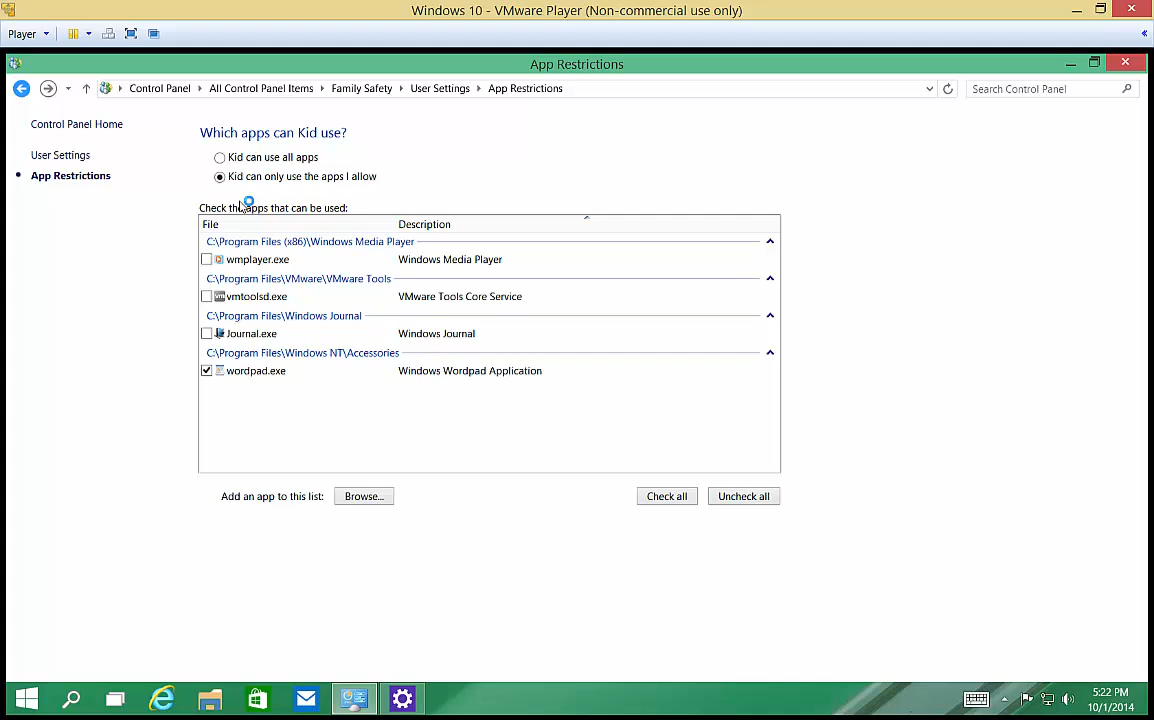 Windows 10 - VMware Player (Non-commercial use only)
Player
App Restrictions
Control Panel All Control Panel Items Family Safety User Settings App Restrictions
Search Control Panel
Control Panel Home
User Settings
App Restrictions
Which apps can Kid use?
Kid can use all apps
Kid can only use the apps I allow
Check the apps that can be used:
File Description
C:\Program Files (x86)\Windows Media Player
wmplayer.exe Windows Media Player
C:\Program Files\VMware\VMware Tools
vmtoolsd.exe VMware Tools Core Service
C:\Program Files\Windows Journal
Journal.exe Windows Journal
C:\Program Files\Windows NT\Accessories
wordpad.exe Windows Wordpad Application
Add an app to this list: Browse... Check all Uncheck all
5:22 PM
10/1/2014